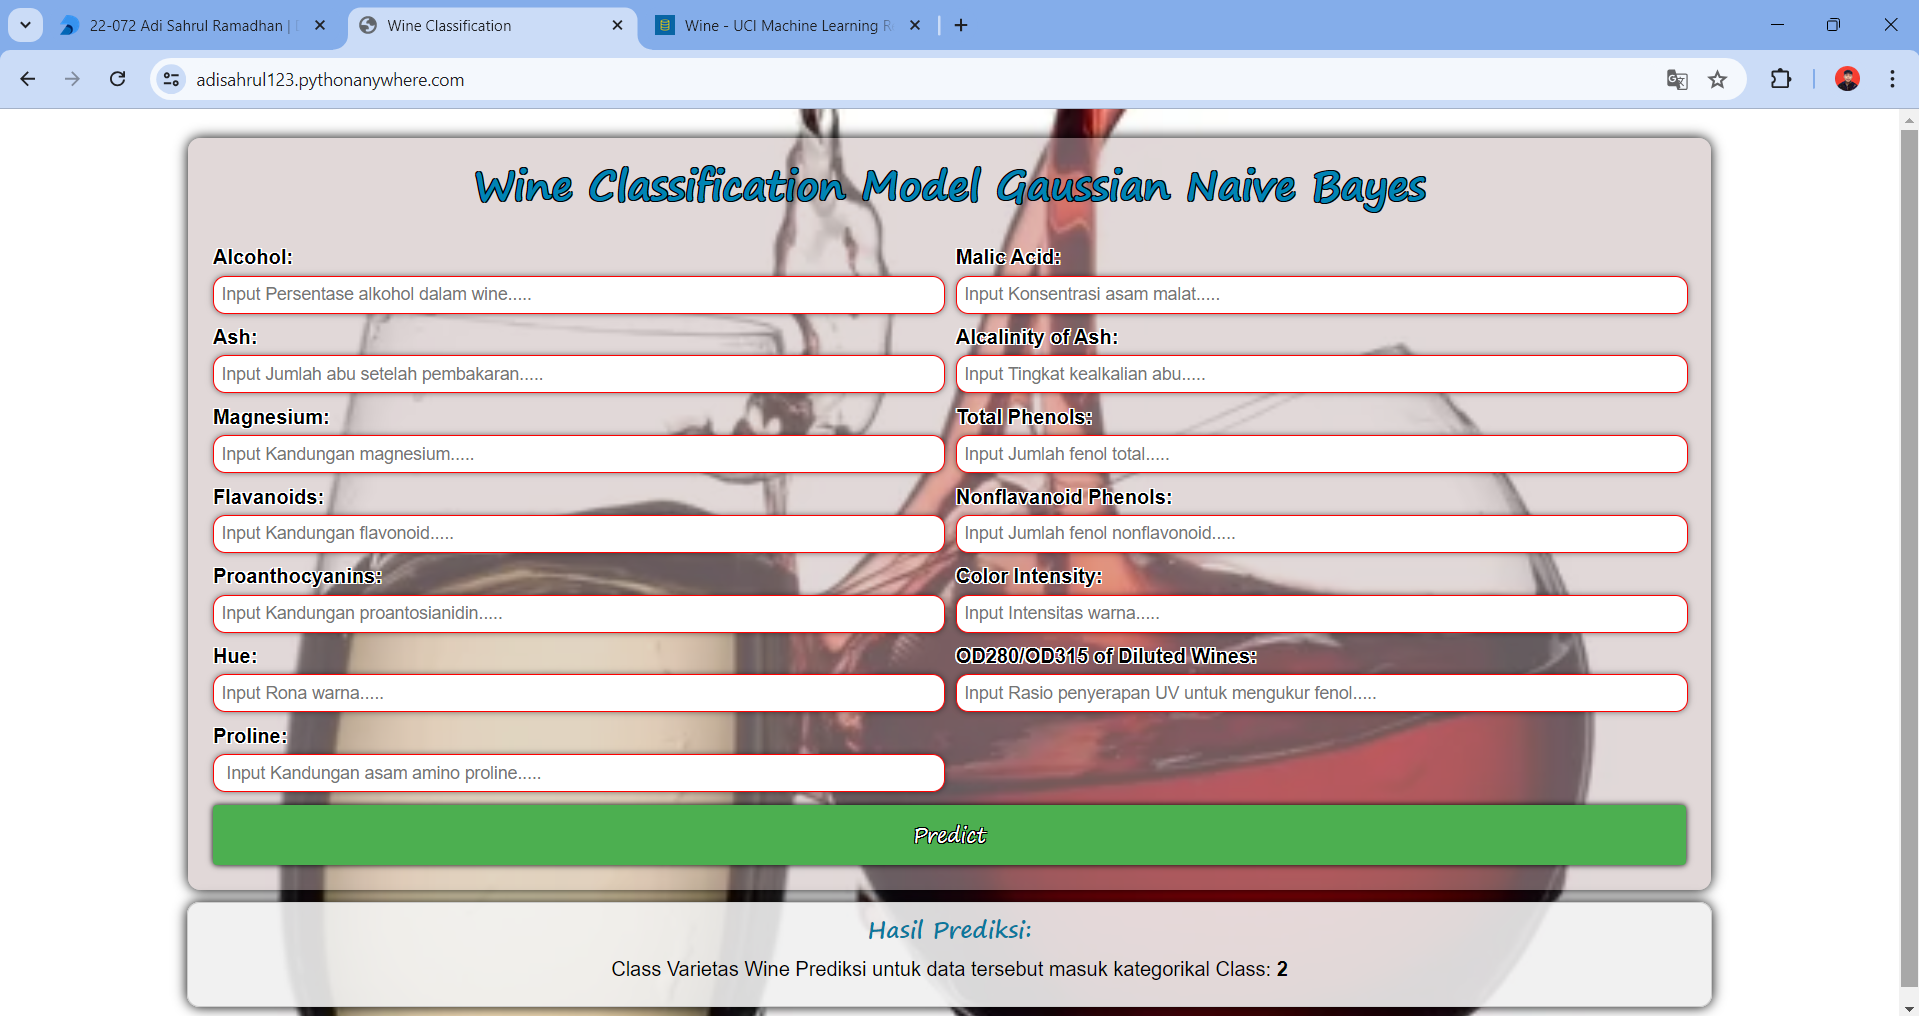 22-072 Adi Sahrul Ramadhan |
Wine Classification
Wine - UCI Machine Learning
adisahrul123.pythonanywhere.com
Wine Classification Model Gaussian Naive Bayes
Alcohol:
Malic Acid:
Input Persentase alkohol dalam wine.....
Input Konsentrasi asam malat.....
Ash:
Alcalinity of Ash:
Input Jumlah abu setelah pembakaran.....
Input Tingkat kealkalian abu.....
Magnesium:
Total Phenols:
Input Kandungan magnesium.....
Input Jumlah fenol total.....
Flavanoids:
Nonflavanoid Phenols:
Input Kandungan flavonoid.....
Input Jumlah fenol nonflavonoid.....
Proanthocyanins:
Color Intensity:
Input Kandungan proantosianidin.....
Input Intensitas warna.....
Hue:
OD280/OD315 of Diluted Wines:
Input Rona warna.....
Input Rasio penyerapan UV untuk mengukur fenol.....
Proline:
Input Kandungan asam amino proline.....
Predict
Hasil Prediksi:
Class Varietas Wine Prediksi untuk data tersebut masuk kategorikal Class: 2